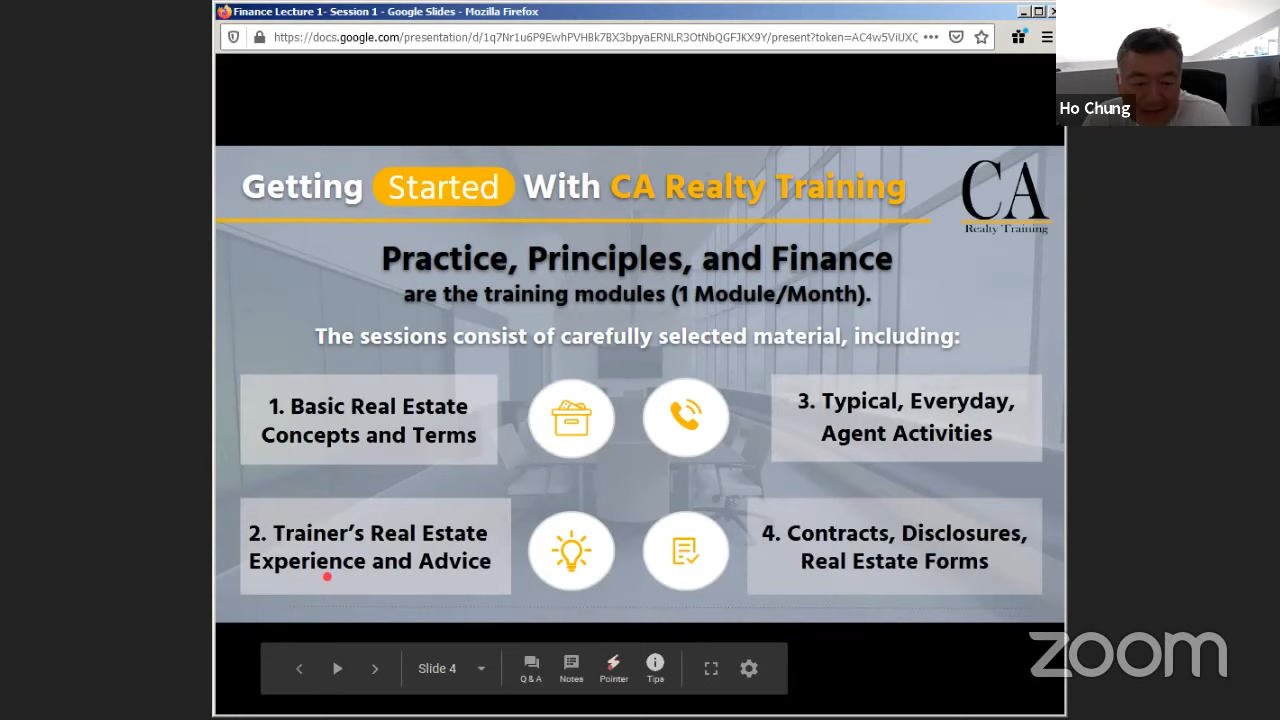 Finance Lecture 1- Session 1 - Google Slides - Mozilla Firefox
https://docs.google.com/presentation/d/1q7Nr1u6P9EwhPVHBk7BX3bpyaERNLR3OtNbQGFJKX9Y/present?token=AC4w5ViUXC
Ho Chung
Getting Started With CA Realty Training
CA
Realty Training
Practice, Principles, and Finance
are the training modules (1 Module/Month).
The sessions consist of carefully selected material, including:
1. Basic Real Estate
Concepts and Terms
3. Typical, Everyday,
Agent Activities
2. Trainer's Real Estate
Experience and Advice
4. Contracts, Disclosures,
Real Estate Forms
Slide 4
Q & A
Notes
Pointer
Tips
zoom